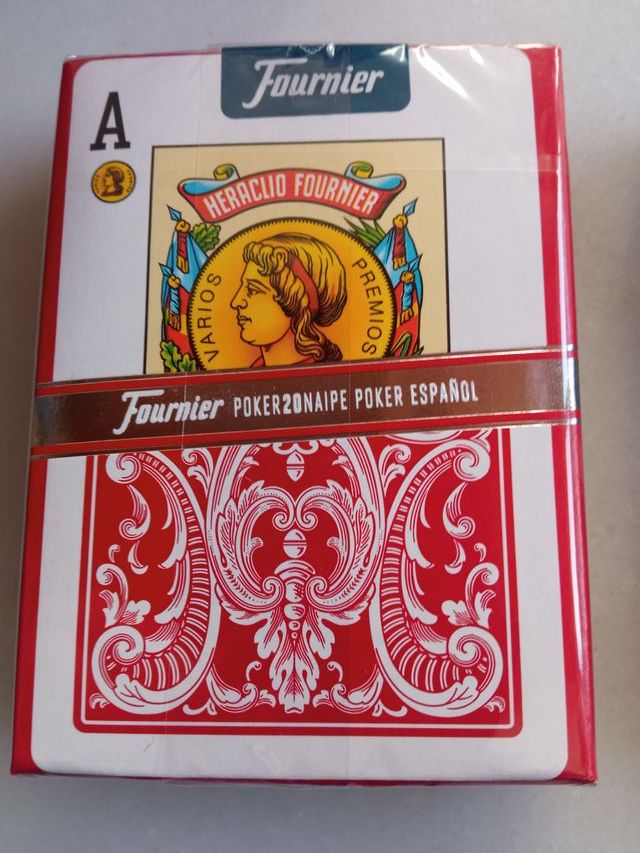 Fournier
A
HERACLIO FOURNIER
VARIOS PREMIOS
Fournier POKER20NAIPE POKER ESPAÑOL